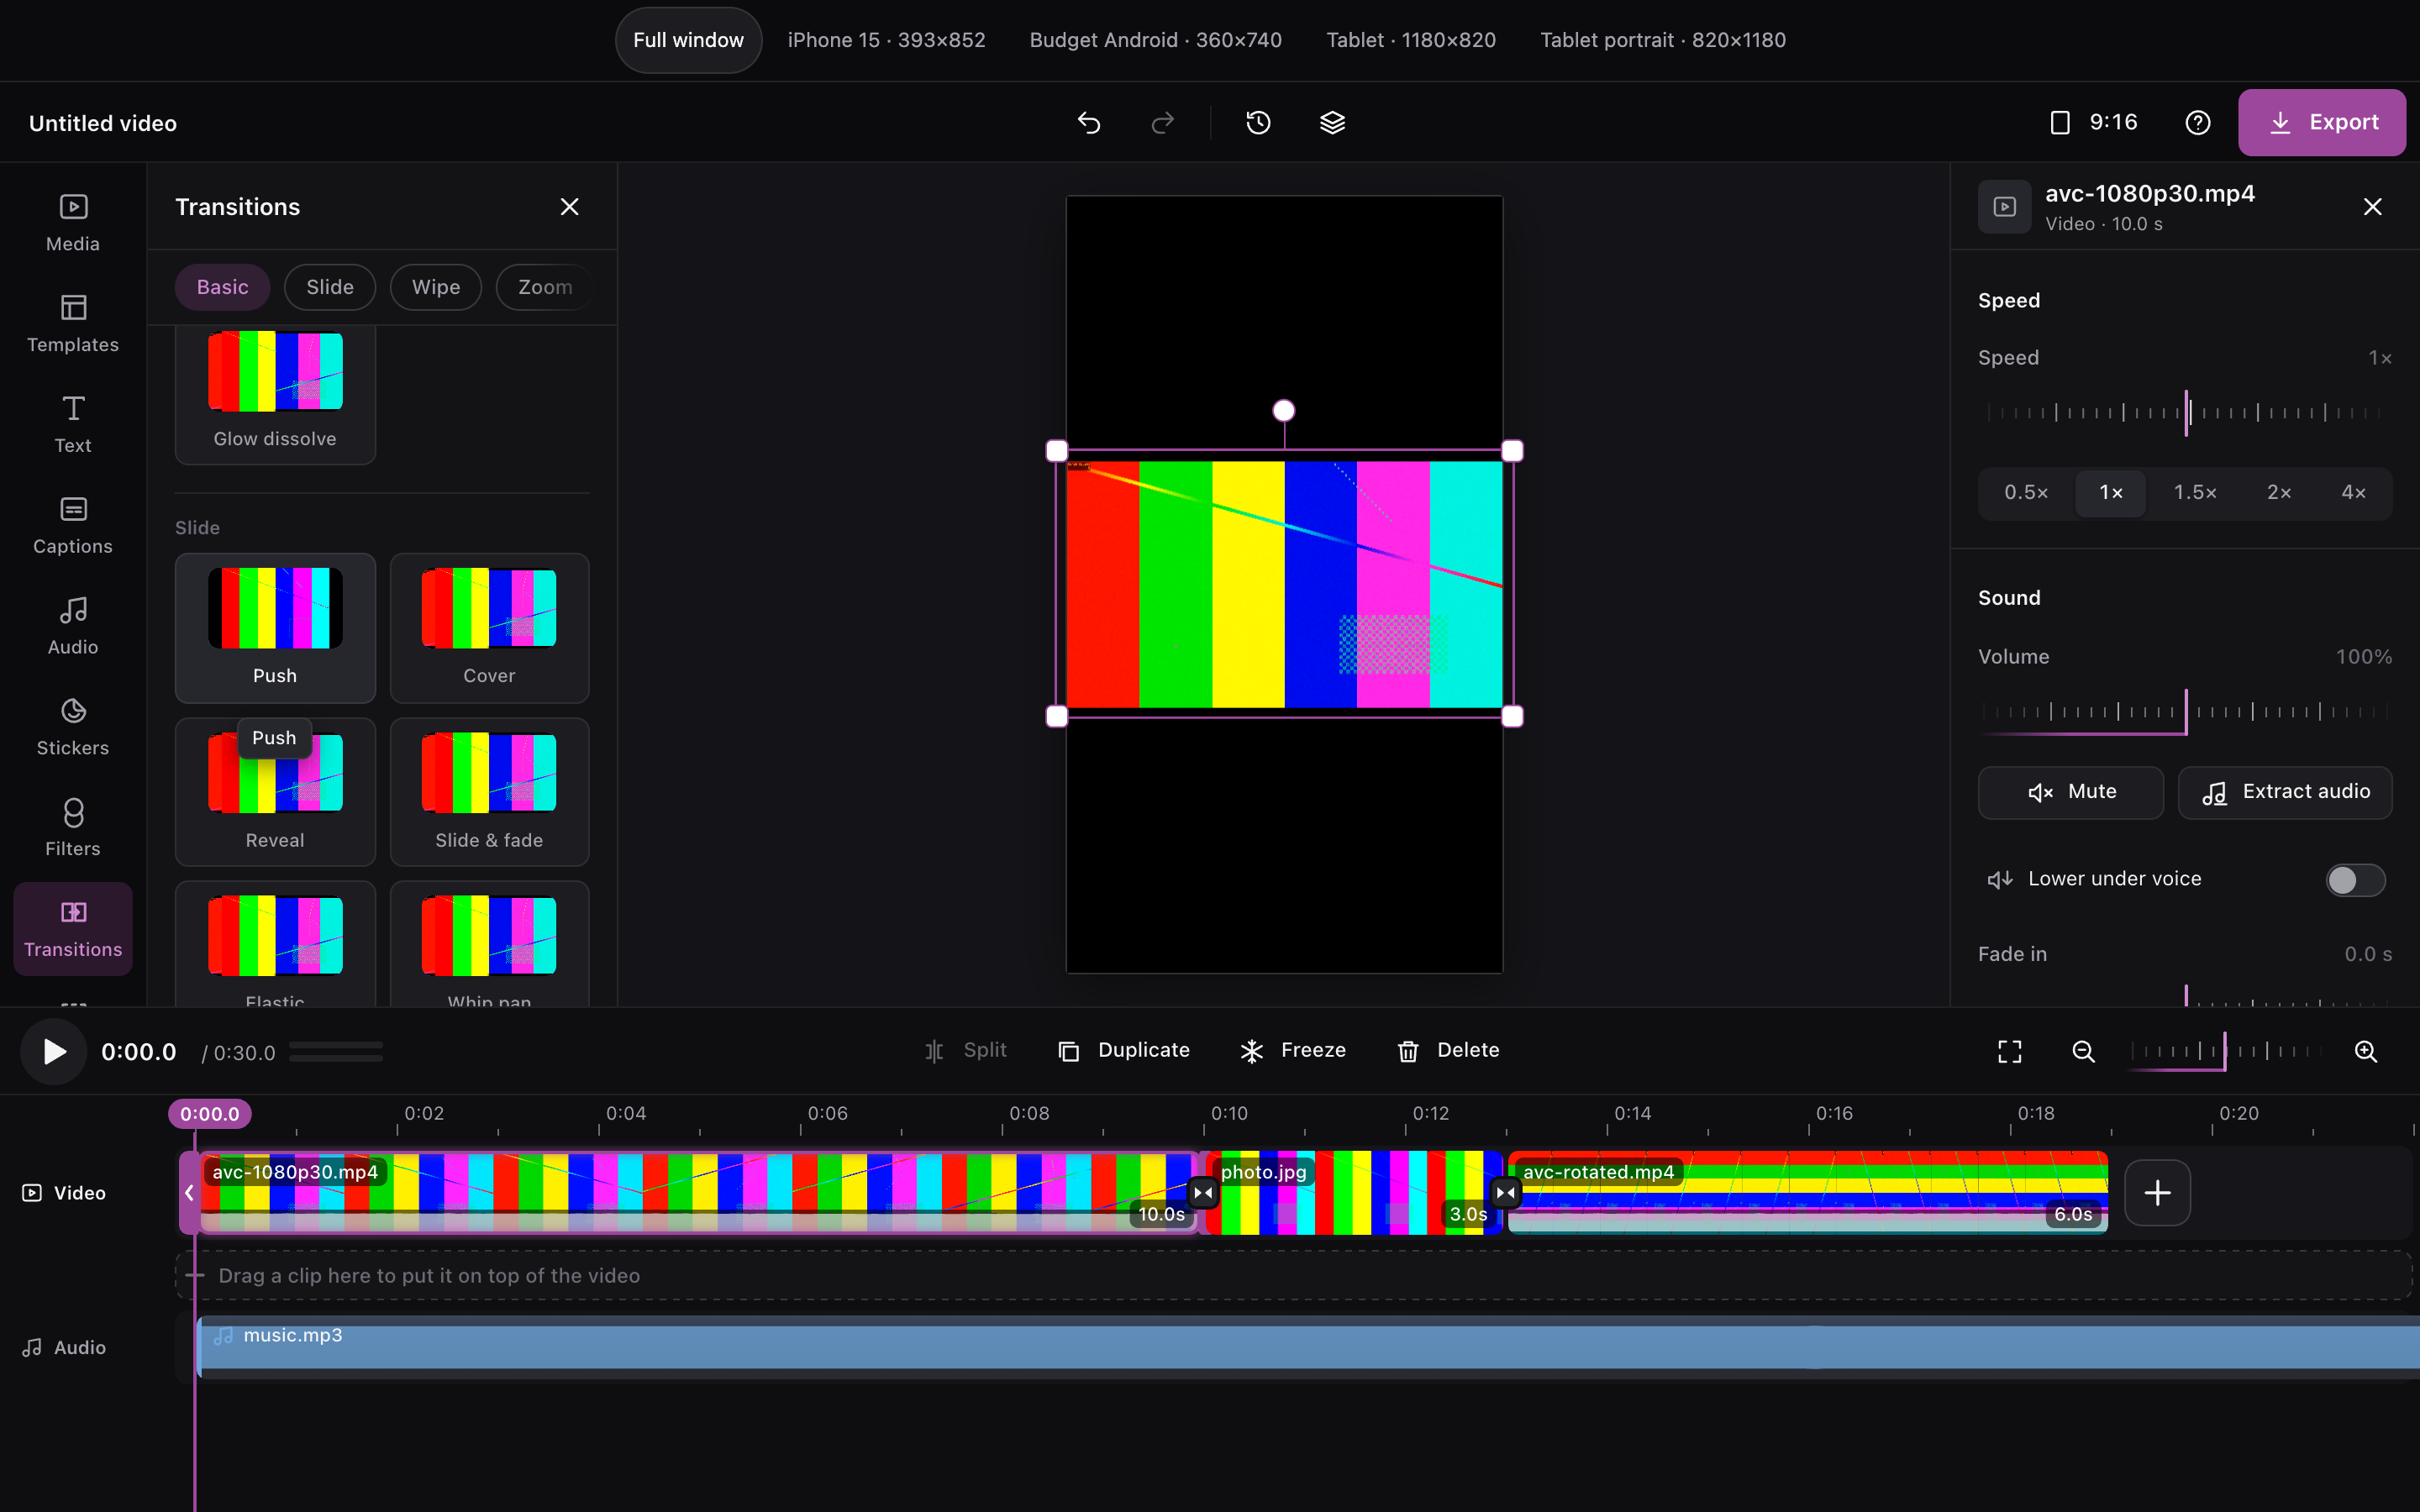 Full window
iPhone 15 · 393×852
Budget Android · 360×740
Tablet · 1180×820
Tablet portrait · 820×1180
Untitled video
9:16
Export
Media
Templates
Text
Captions
Audio
Stickers
Filters
Transitions
Transitions
Basic
Slide
Wipe
Zoom
Glow dissolve
Slide
Push
Cover
Push
Reveal
Slide & fade
Elastic
Whip pan
avc-1080p30.mp4
Video · 10.0 s
Speed
Speed
1×
0.5×
1×
1.5×
2×
4×
Sound
Volume
100%
Mute
Extract audio
Lower under voice
Fade in
0.0 s
0:00.0
/ 0:30.0
Split
Duplicate
Freeze
Delete
0:00.0
0:02
0:04
0:06
0:08
0:10
0:12
0:14
0:16
0:18
0:20
Video
avc-1080p30.mp4
10.0s
photo.jpg
3.0s
avc-rotated.mp4
6.0s
Drag a clip here to put it on top of the video
Audio
music.mp3